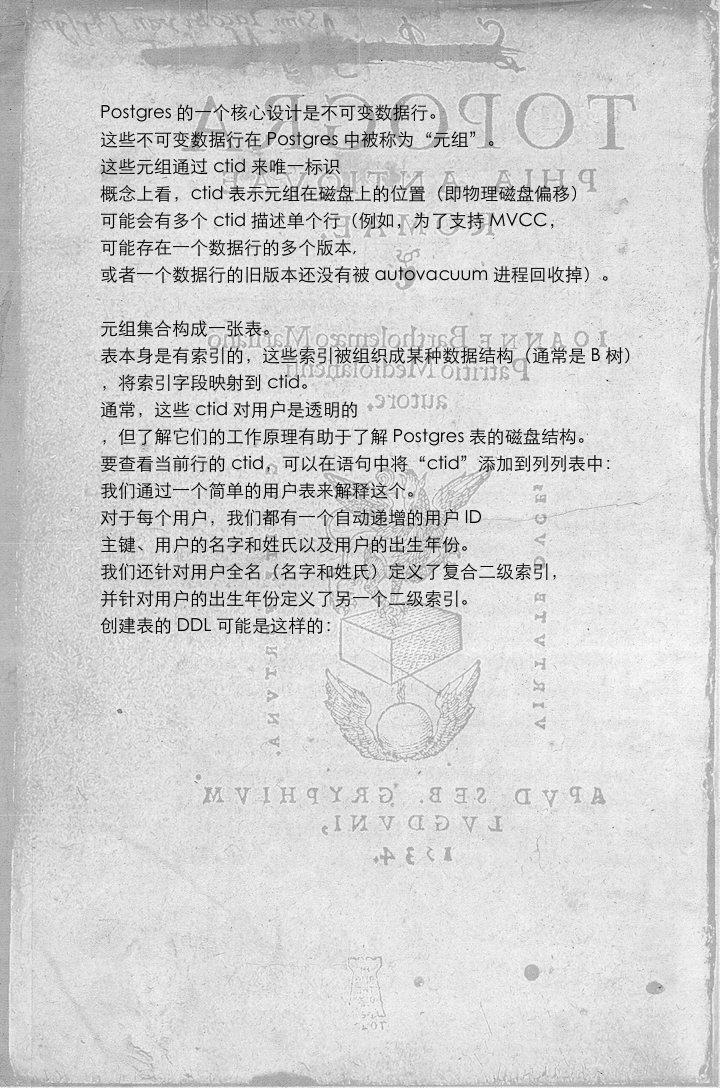 Postgres 的一个核心设计是不可变数据行。
这些不可变数据行在 Postgres 中被称为“元组”。
这些元组通过 ctid 来唯一标识
概念上看，ctid 表示元组在磁盘上的位置（即物理磁盘偏移）
可能会有多个 ctid 描述单个行（例如，为了支持 MVCC，
可能存在一个数据行的多个版本，
或者一个数据行的旧版本还没有被 autovacuum 进程回收掉）。
元组集合构成一张表。
表本身是有索引的，这些索引被组织成某种数据结构（通常是 B 树）
，将索引字段映射到 ctid。
通常，这些 ctid 对用户是透明的
，但了解它们的工作原理有助于了解 Postgres 表的磁盘结构。
要查看当前行的 ctid，可以在语句中将“ctid”添加到列列表中：
我们通过一个简单的用户表来解释这个。
对于每个用户，我们都有一个自动递增的用户 ID
主键、用户的名字和姓氏以及用户的出生年份。
我们还针对用户全名（名字和姓氏）定义了复合二级索引，
并针对用户的出生年份定义了另一个二级索引。
创建表的 DDL 可能是这样的：
TOPOGRA
PHIA ANTIQVAE
ROMAE.
IOANNE Bartholemæo Marliano
Patritio Mediolanensi
autore.
APVD SEB. GRYPHIVM
LVGDVNI,
1534.